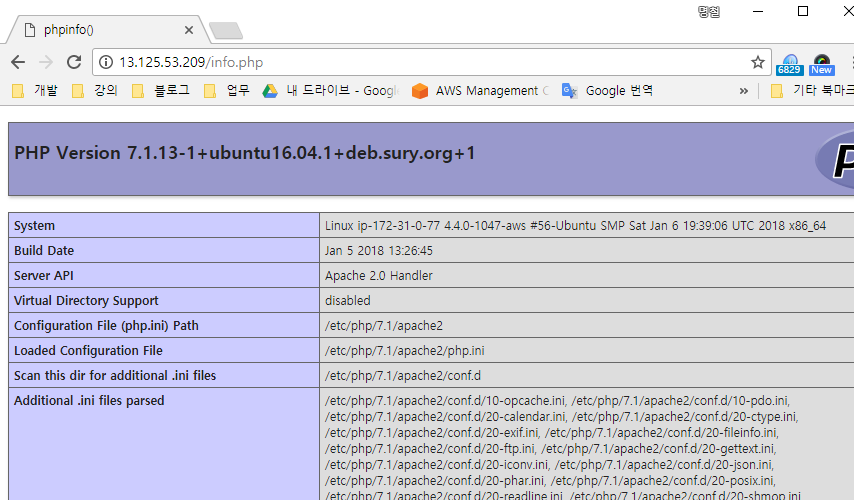 명철
phpinfo()
13.125.53.209/info.php
6829
New
개발 강의 블로그 업무 내 드라이브 - Googl AWS Management C Google 번역 » 기타 북마크
PHP Version 7.1.13-1+ubuntu16.04.1+deb.sury.org+1
System Linux ip-172-31-0-77 4.4.0-1047-aws #56-Ubuntu SMP Sat Jan 6 19:39:06 UTC 2018 x86_64
Build Date Jan 5 2018 13:26:45
Server API Apache 2.0 Handler
Virtual Directory Support disabled
Configuration File (php.ini) Path /etc/php/7.1/apache2
Loaded Configuration File /etc/php/7.1/apache2/php.ini
Scan this dir for additional .ini files /etc/php/7.1/apache2/conf.d
Additional .ini files parsed /etc/php/7.1/apache2/conf.d/10-opcache.ini, /etc/php/7.1/apache2/conf.d/10-pdo.ini,
/etc/php/7.1/apache2/conf.d/20-calendar.ini, /etc/php/7.1/apache2/conf.d/20-ctype.ini,
/etc/php/7.1/apache2/conf.d/20-exif.ini, /etc/php/7.1/apache2/conf.d/20-fileinfo.ini,
/etc/php/7.1/apache2/conf.d/20-ftp.ini, /etc/php/7.1/apache2/conf.d/20-gettext.ini,
/etc/php/7.1/apache2/conf.d/20-iconv.ini, /etc/php/7.1/apache2/conf.d/20-json.ini,
/etc/php/7.1/apache2/conf.d/20-phar.ini, /etc/php/7.1/apache2/conf.d/20-posix.ini,
/etc/php/7.1/apache2/conf.d/20-readline.ini, /etc/php/7.1/apache2/conf.d/20-shmop.ini,